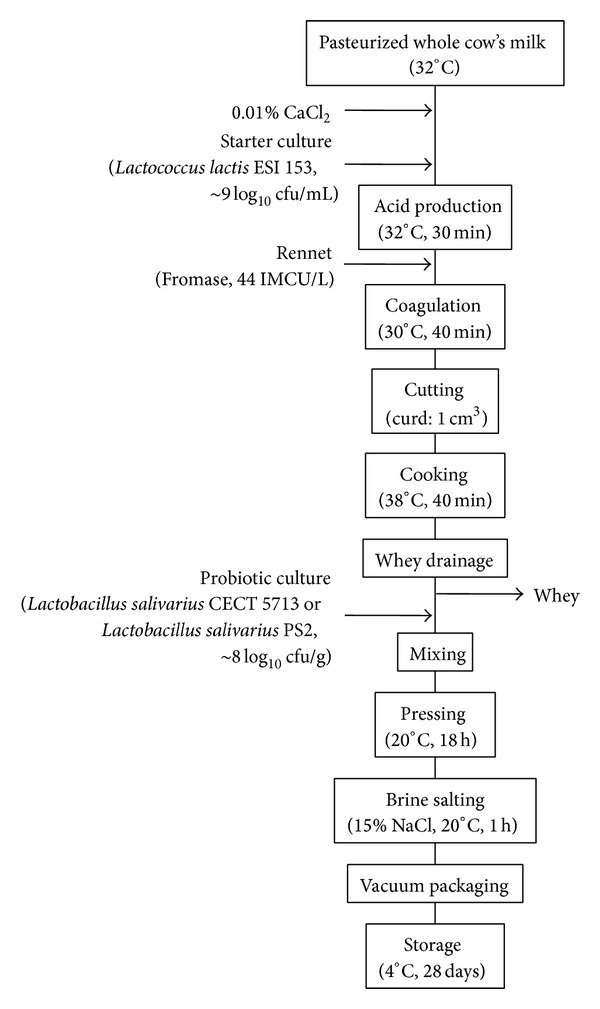 Pasteurized whole cow's milk
(32°C)
0.01% CaCl₂
Starter culture
(Lactococcus lactis ESI 153,
~9 log₁₀ cfu/mL)
Acid production
(32°C, 30 min)
Rennet
(Fromase, 44 IMCU/L)
Coagulation
(30°C, 40 min)
Cutting
(curd: 1 cm³)
Cooking
(38°C, 40 min)
Whey drainage
Whey
Probiotic culture
(Lactobacillus salivarius CECT 5713 or
Lactobacillus salivarius PS2,
~8 log₁₀ cfu/g)
Mixing
Pressing
(20°C, 18 h)
Brine salting
(15% NaCl, 20°C, 1 h)
Vacuum packaging
Storage
(4°C, 28 days)